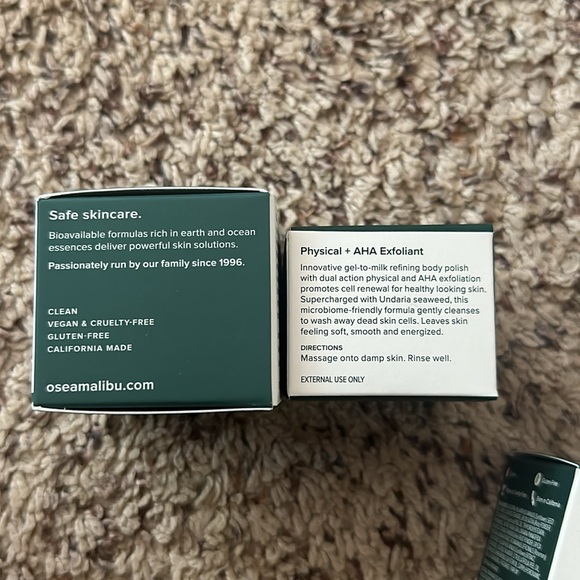 Safe skincare.
Bioavailable formulas rich in earth and ocean
essences deliver powerful skin solutions.
Passionately run by our family since 1996.
CLEAN
VEGAN & CRUELTY-FREE
GLUTEN-FREE
CALIFORNIA MADE
oseamalibu.com
Physical + AHA Exfoliant
Innovative gel-to-milk refining body polish
with dual action physical and AHA exfoliation
promotes cell renewal for healthy looking skin.
Supercharged with Undaria seaweed, this
microbiome-friendly formula gently cleanses
to wash away dead skin cells. Leaves skin
feeling soft, smooth and energized.
DIRECTIONS
Massage onto damp skin. Rinse well.
EXTERNAL USE ONLY
Gluten-Free